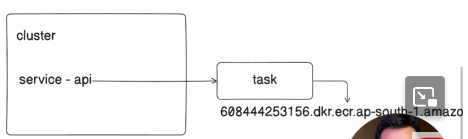 cluster
service - api
task
608444253156.dkr.ecr.ap-south-1.amazo